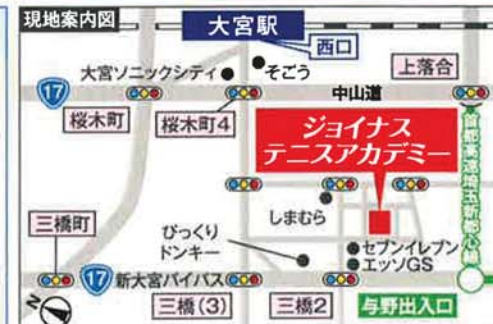 現地案内図
大宮駅
西口
大宮ソニックシティ
そごう
上落合
17
中山道
桜木町
桜木町4
ジョイナス
テニスアカデミー
首都高速埼玉新都心線
しまむら
三橋町
びっくり
ドンキー
セブンイレブン
エッソGS
17
新大宮バイパス
三橋(3)
三橋2
与野出入口
N